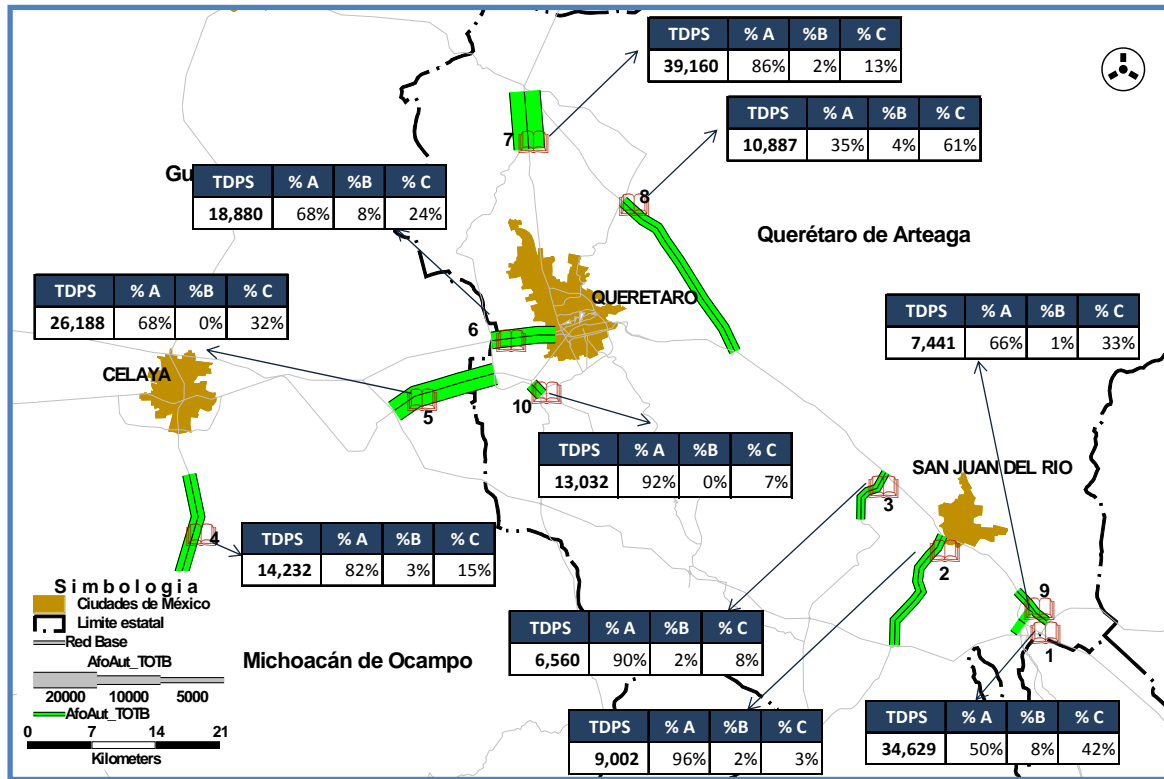 TDPS % A %B % C
39,160 86% 2% 13%
7
TDPS % A %B % C
10,887 35% 4% 61%
8
Gu
TDPS % A %B % C
18,880 68% 8% 24%
6
Querétaro de Arteaga
QUERETARO
TDPS % A %B % C
26,188 68% 0% 32%
5
CELAYA
TDPS % A %B % C
7,441 66% 1% 33%
9
10
TDPS % A %B % C
13,032 92% 0% 7%
SAN JUAN DEL RIO
3
2
1
4
TDPS % A %B % C
14,232 82% 3% 15%
TDPS % A %B % C
6,560 90% 2% 8%
TDPS % A %B % C
9,002 96% 2% 3%
TDPS % A %B % C
34,629 50% 8% 42%
Michoacán de Ocampo
Simbologia
Ciudades de México
Limite estatal
Red Base
AfoAut_TOTB
20000 10000 5000
AfoAut_TOTB
0 7 14 21
Kilometers